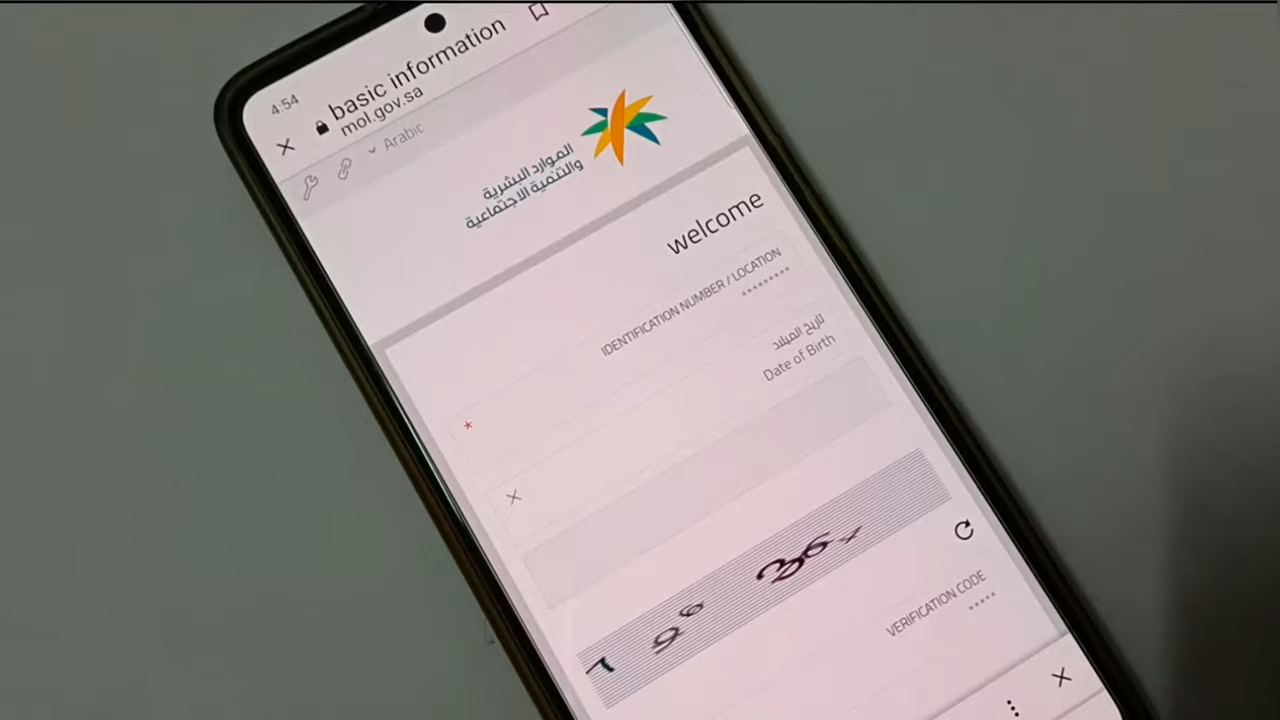 4:54
basic information
mol.gov.sa
Arabic
الموارد البشرية
والتنمية الاجتماعية
welcome
IDENTIFICATION NUMBER / LOCATION
*********
تاريخ الميلاد
Date of Birth
*
VERIFICATION CODE
*****